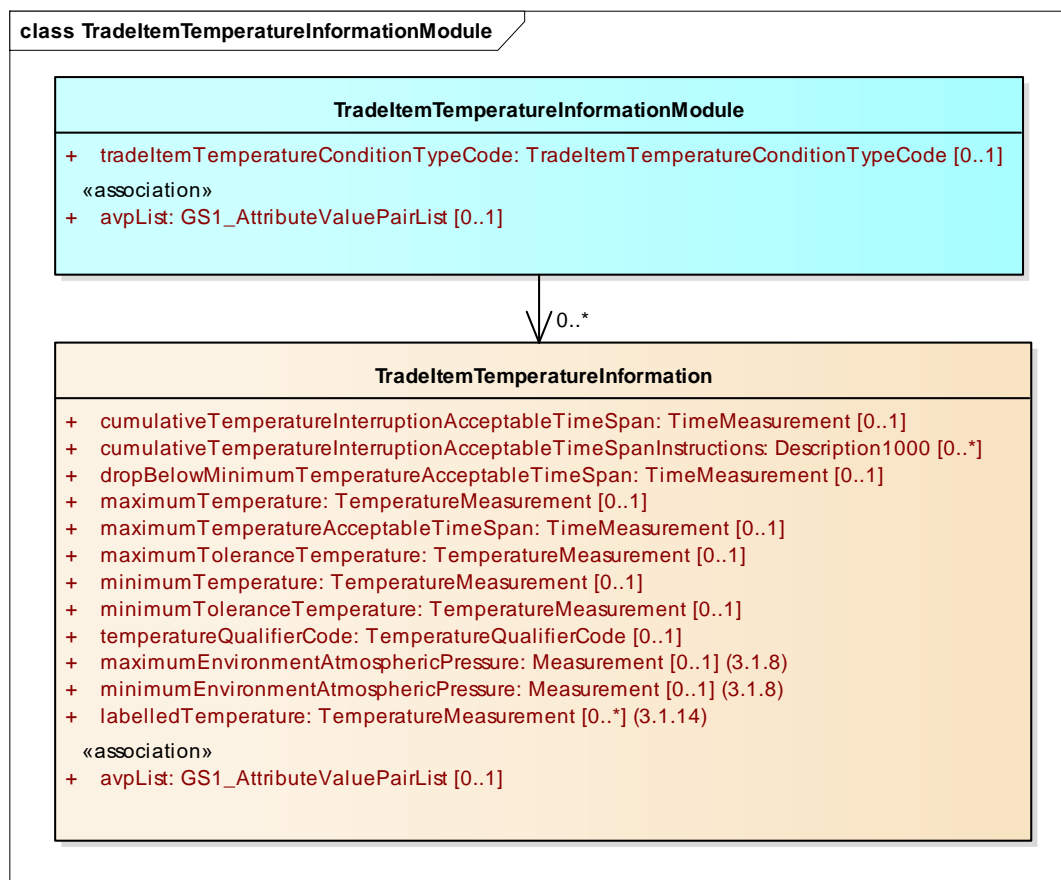 class TradeItemTemperatureInformationModule
TradeItemTemperatureInformationModule
+ tradeItemTemperatureConditionTypeCode: TradeItemTemperatureConditionTypeCode [0..1]
«association»
+ avpList: GS1_AttributeValuePairList [0..1]
0..*
TradeItemTemperatureInformation
+ cumulativeTemperatureInterruptionAcceptableTimeSpan: TimeMeasurement [0..1]
+ cumulativeTemperatureInterruptionAcceptableTimeSpanInstructions: Description1000 [0..*]
+ dropBelowMinimumTemperatureAcceptableTimeSpan: TimeMeasurement [0..1]
+ maximumTemperature: TemperatureMeasurement [0..1]
+ maximumTemperatureAcceptableTimeSpan: TimeMeasurement [0..1]
+ maximumToleranceTemperature: TemperatureMeasurement [0..1]
+ minimumTemperature: TemperatureMeasurement [0..1]
+ minimumToleranceTemperature: TemperatureMeasurement [0..1]
+ temperatureQualifierCode: TemperatureQualifierCode [0..1]
+ maximumEnvironmentAtmosphericPressure: Measurement [0..1] (3.1.8)
+ minimumEnvironmentAtmosphericPressure: Measurement [0..1] (3.1.8)
+ labelledTemperature: TemperatureMeasurement [0..*] (3.1.14)
«association»
+ avpList: GS1_AttributeValuePairList [0..1]